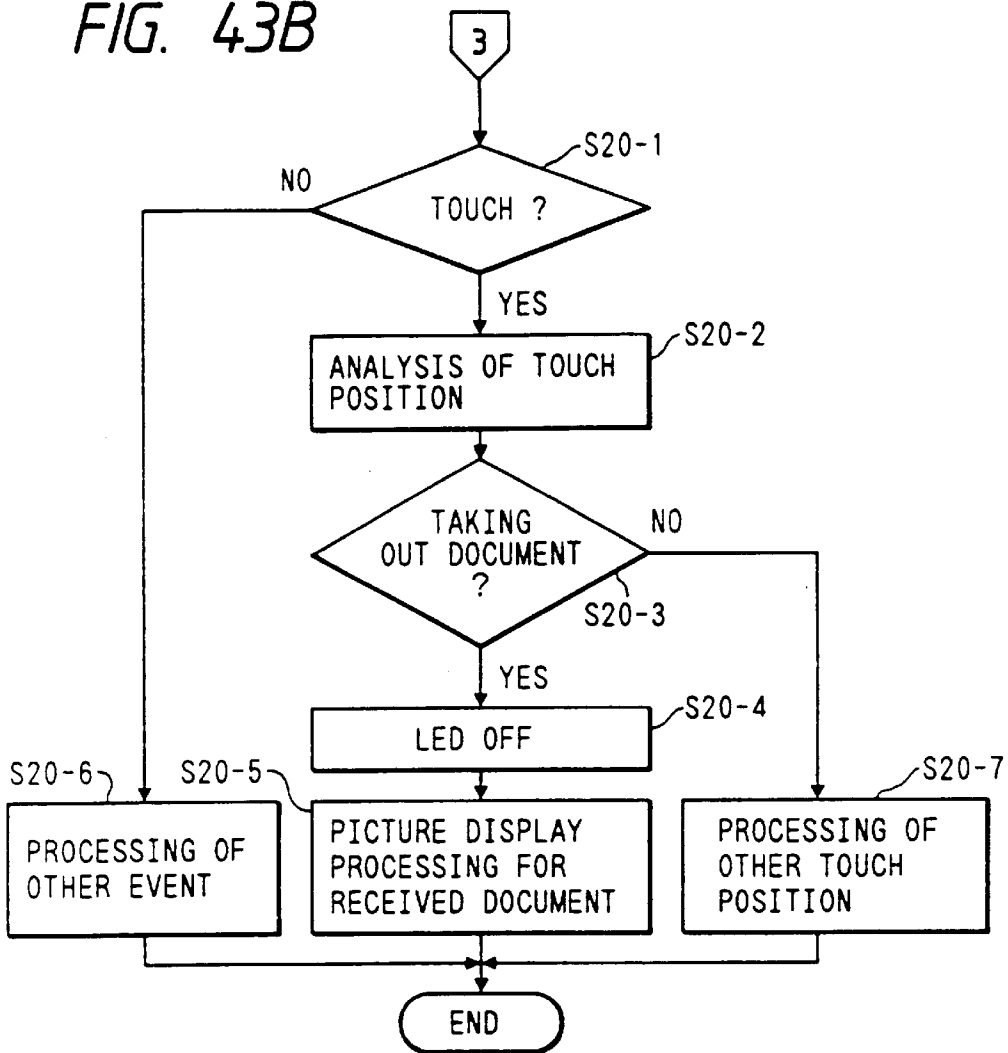 FIG. 43B
3
S20-1
NO
TOUCH ?
YES
S20-2
ANALYSIS OF TOUCH
POSITION
TAKING
OUT DOCUMENT
?
NO
S20-3
YES
S20-4
LED OFF
S20-6
S20-5
S20-7
PROCESSING OF
OTHER EVENT
PICTURE DISPLAY
PROCESSING FOR
RECEIVED DOCUMENT
PROCESSING OF
OTHER TOUCH
POSITION
END